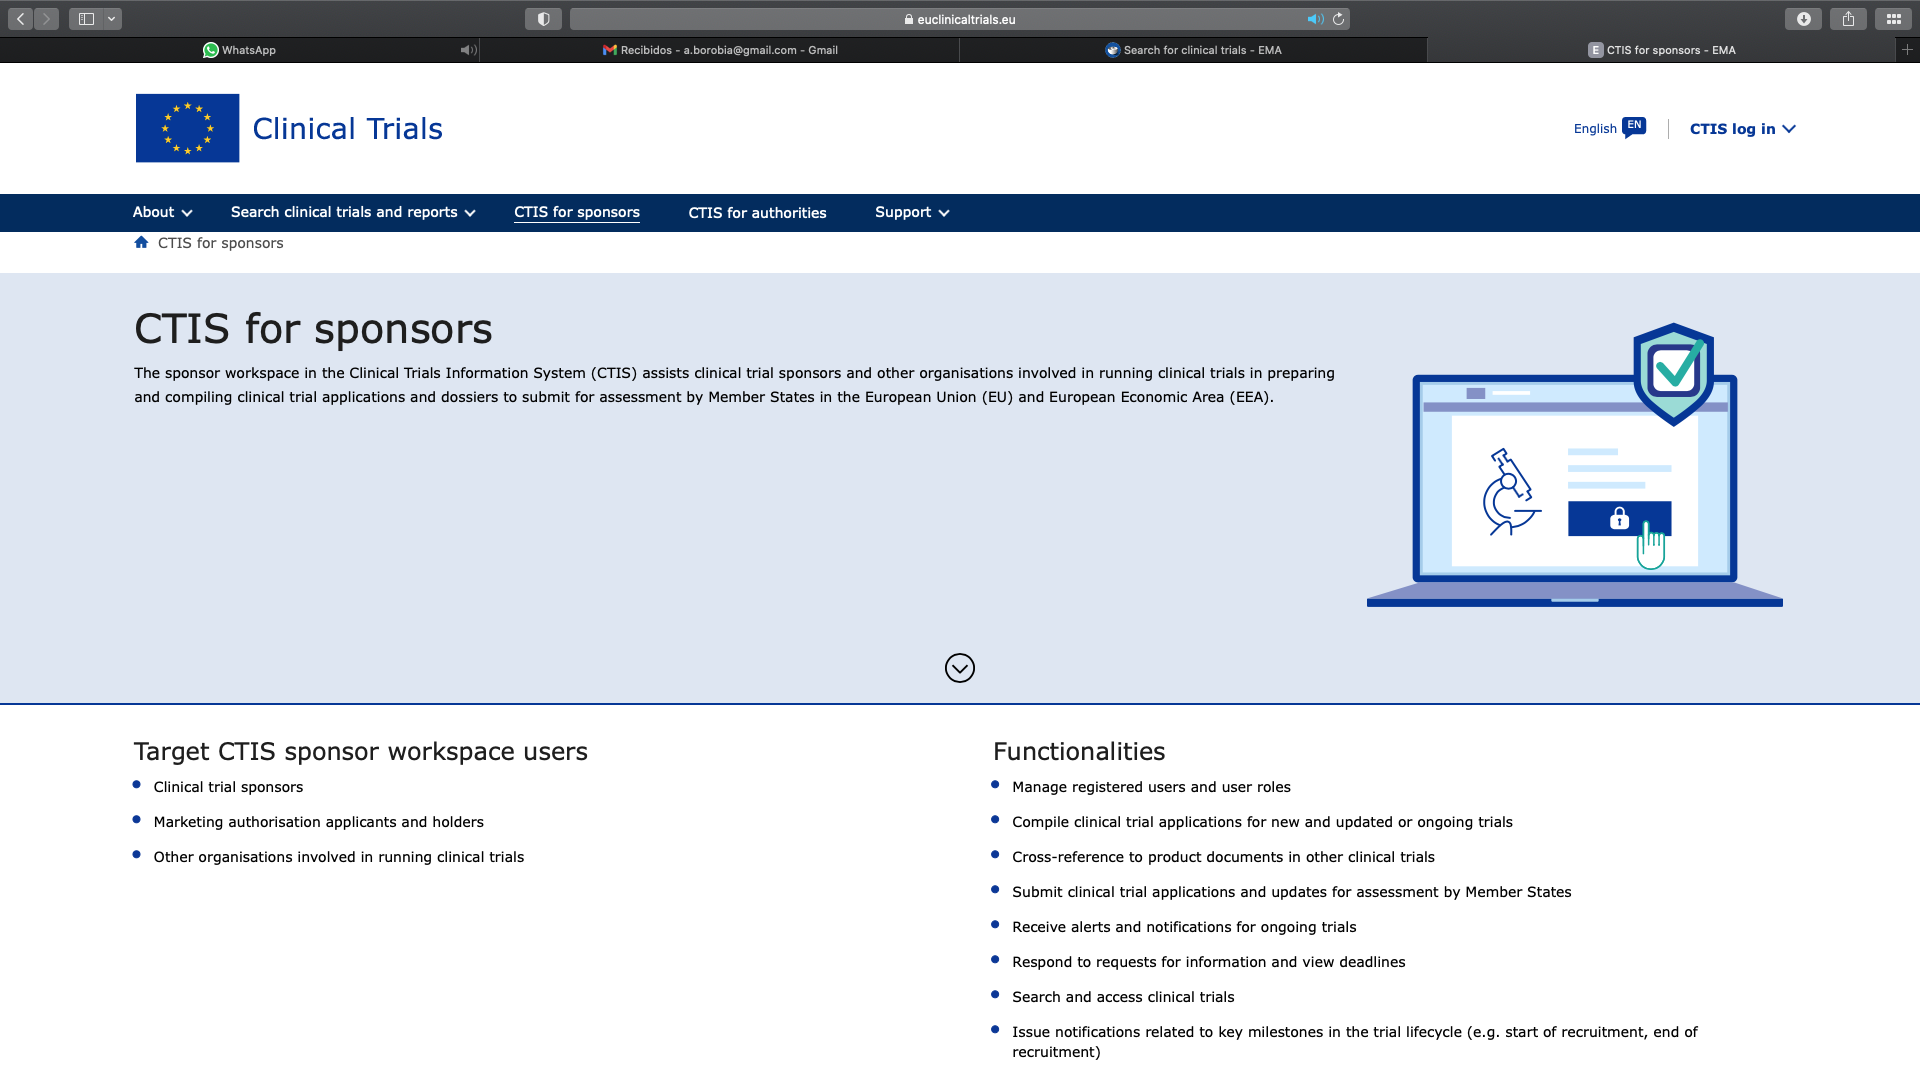 euclinicaltrials.eu
WhatsApp
Recibidos - a.borobia@gmail.com - Gmail
Search for clinical trials - EMA
E CTIS for sponsors - EMA
Clinical Trials
English EN
CTIS log in
About
Search clinical trials and reports
CTIS for sponsors
CTIS for authorities
Support
CTIS for sponsors
CTIS for sponsors
The sponsor workspace in the Clinical Trials Information System (CTIS) assists clinical trial sponsors and other organisations involved in running clinical trials in preparing
and compiling clinical trial applications and dossiers to submit for assessment by Member States in the European Union (EU) and European Economic Area (EEA).
Target CTIS sponsor workspace users
Clinical trial sponsors
Marketing authorisation applicants and holders
Other organisations involved in running clinical trials
Functionalities
Manage registered users and user roles
Compile clinical trial applications for new and updated or ongoing trials
Cross-reference to product documents in other clinical trials
Submit clinical trial applications and updates for assessment by Member States
Receive alerts and notifications for ongoing trials
Respond to requests for information and view deadlines
Search and access clinical trials
Issue notifications related to key milestones in the trial lifecycle (e.g. start of recruitment, end of
recruitment)